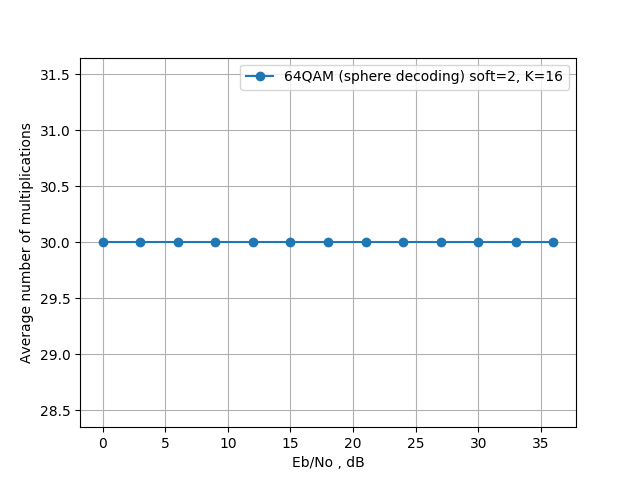 64QAM (sphere decoding) soft=2, K=16
31.5
31.0
30.5
30.0
29.5
29.0
28.5
Average number of multiplications
0 5 10 15 20 25 30 35
Eb/No , dB